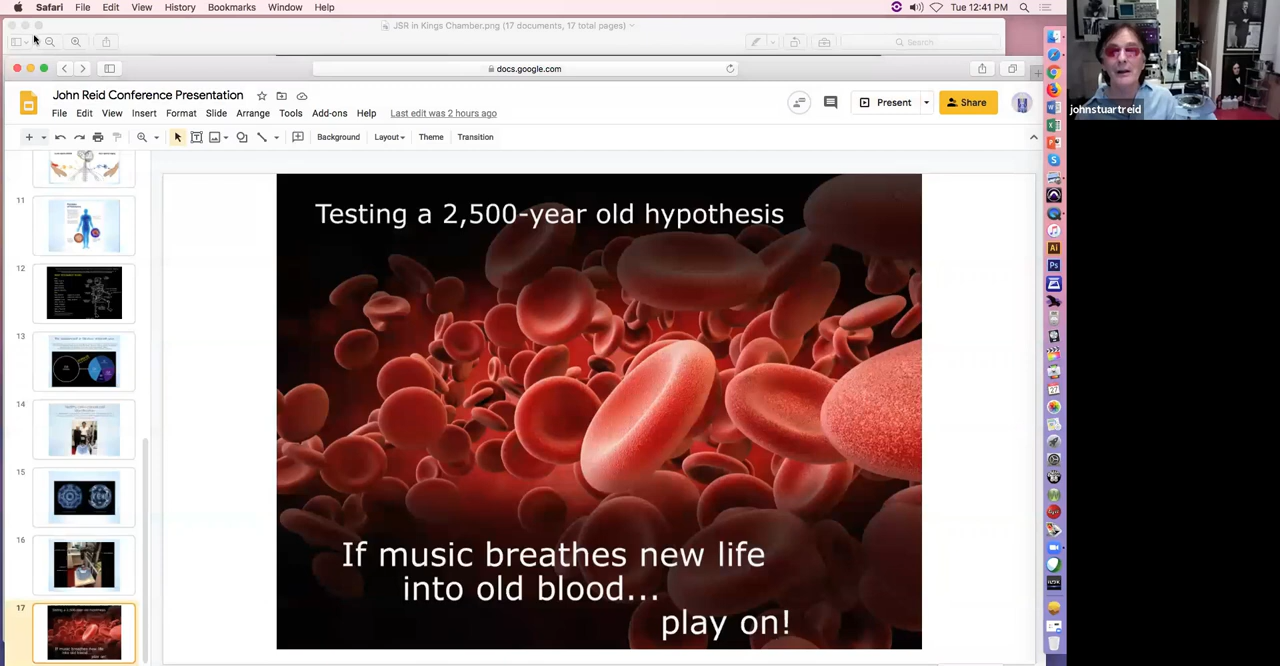 Safari File Edit View History Bookmarks Window Help
Tue 12:41 PM
JSR in Kings Chamber.png (17 documents, 17 total pages)
Search
docs.google.com
John Reid Conference Presentation
File Edit View Insert Format Slide Arrange Tools Add-ons Help Last edit was 2 hours ago
Present
Share
Background Layout Theme Transition
11
12
13
14
15
16
17
Testing a 2,500-year old hypothesis
If music breathes new life
into old blood...
play on!
johnstuartreid